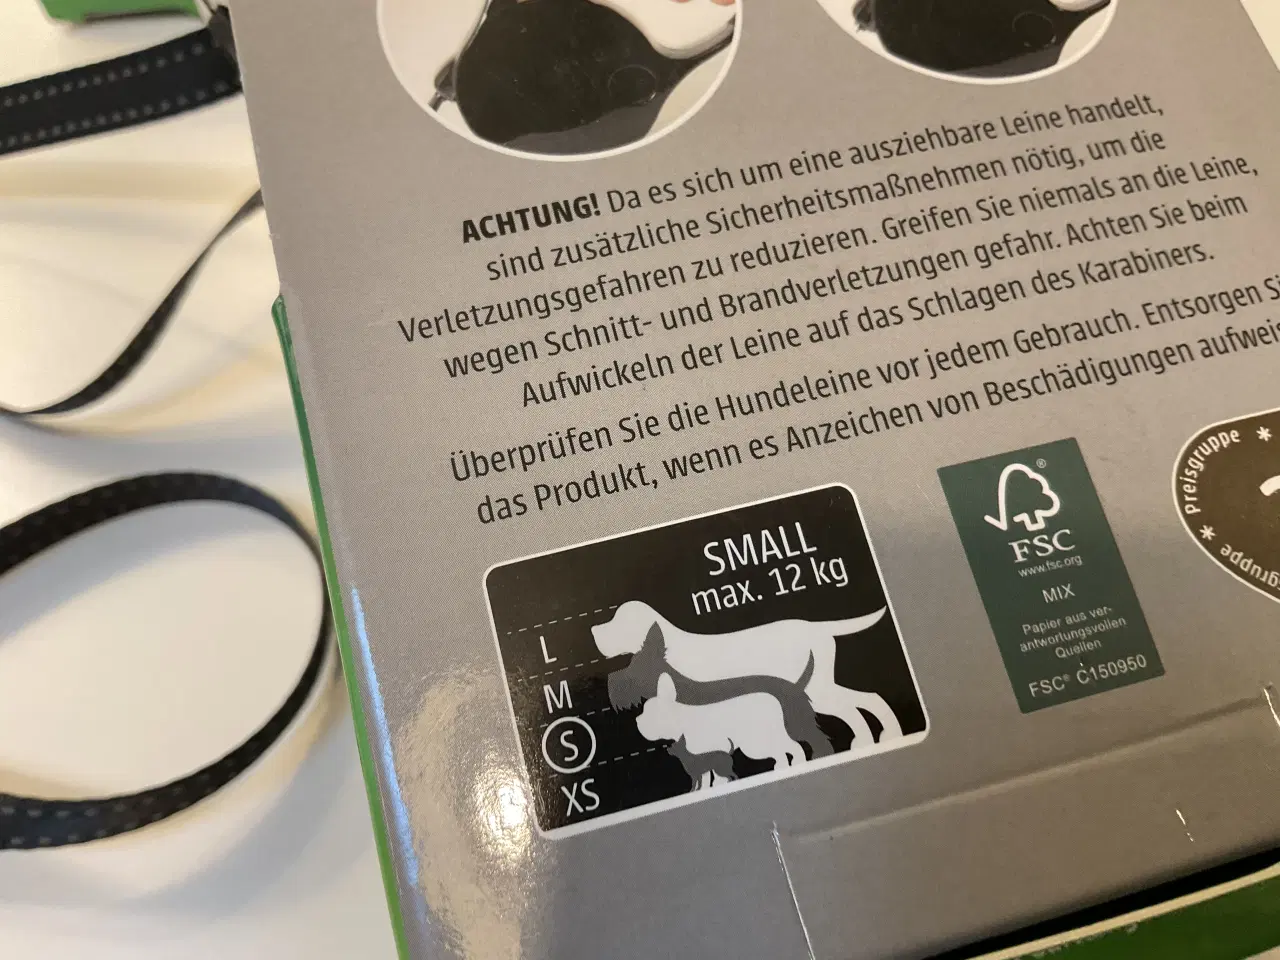 ACHTUNG! Da es sich um eine ausziehbare Leine handelt,
sind zusätzliche Sicherheitsmaßnehmen nötig, um die
Verletzungsgefahren zu reduzieren. Greifen Sie niemals an die Leine,
wegen Schnitt- und Brandverletzungen gefahr. Achten Sie beim
Aufwickeln der Leine auf das Schlagen des Karabiners.
Überprüfen Sie die Hundeleine vor jedem Gebrauch. Entsorgen
das Produkt, wenn es Anzeichen von Beschädigungen
SMALL
max. 12 kg
L
M
S
XS
®
FSC
www.fsc.org
MIX
Papier aus ver-
antwortungsvollen
Quellen
FSC® C150950
* Preisgruppe *